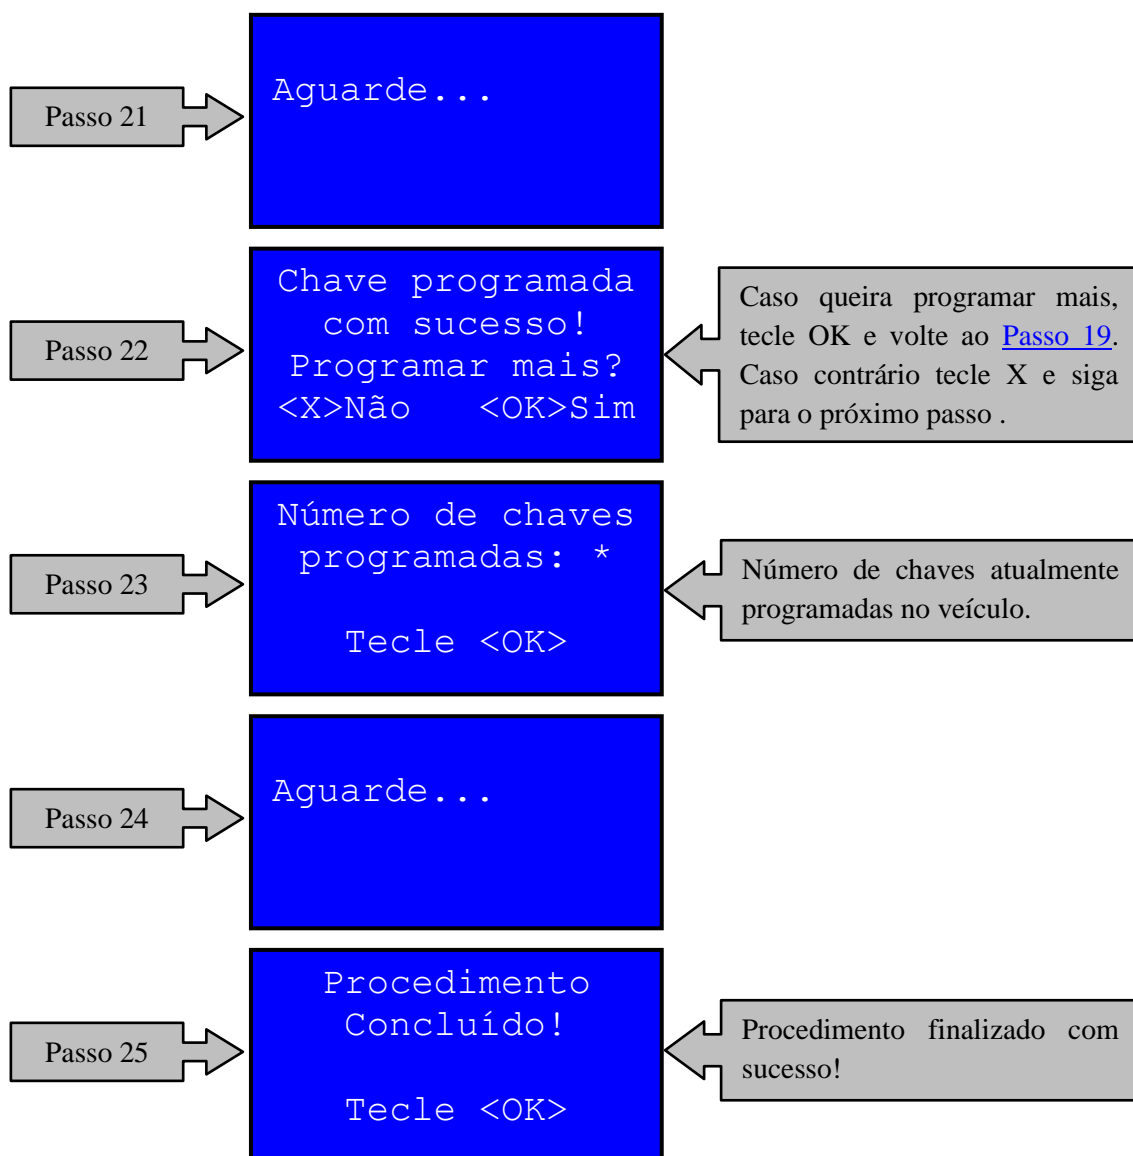 Passo 21
Aguarde...
Passo 22
Chave programada
com sucesso!
Programar mais?
<X>Não   <OK>Sim
Caso queira programar mais,
tecle OK e volte ao Passo 19.
Caso contrário tecle X e siga
para o próximo passo .
Passo 23
Número de chaves
programadas: *
Tecle <OK>
Número de chaves atualmente
programadas no veículo.
Passo 24
Aguarde...
Passo 25
Procedimento
Concluído!
Tecle <OK>
Procedimento finalizado com
sucesso!